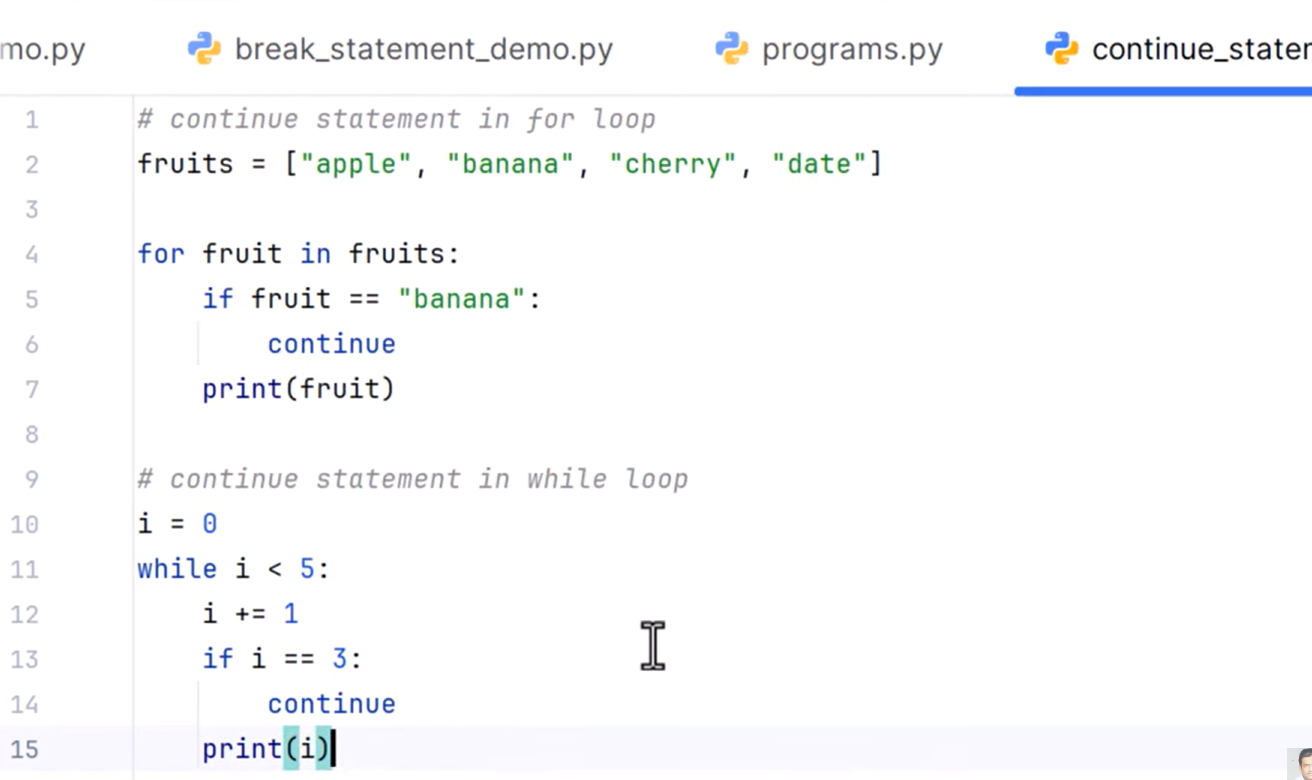 mo.py break_statement_demo.py programs.py continue_stater
1 # continue statement in for loop
2 fruits = ["apple", "banana", "cherry", "date"]
3
4 for fruit in fruits:
5     if fruit == "banana":
6         continue
7     print(fruit)
8
9 # continue statement in while loop
10 i = 0
11 while i < 5:
12     i += 1
13     if i == 3:
14         continue
15     print(i)